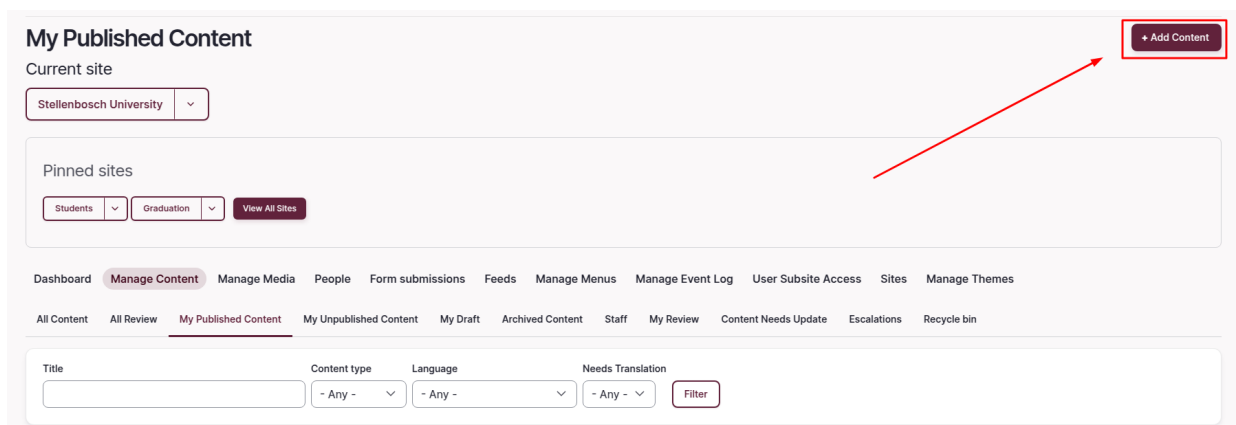 My Published Content
+ Add Content
Current site
Stellenbosch University
Pinned sites
Students Graduation View All Sites
Dashboard Manage Content Manage Media People Form submissions Feeds Manage Menus Manage Event Log User Subsite Access Sites Manage Themes
All Content All Review My Published Content My Unpublished Content My Draft Archived Content Staff My Review Content Needs Update Escalations Recycle bin
Title Content type Language Needs Translation
- Any - - Any - - Any - Filter